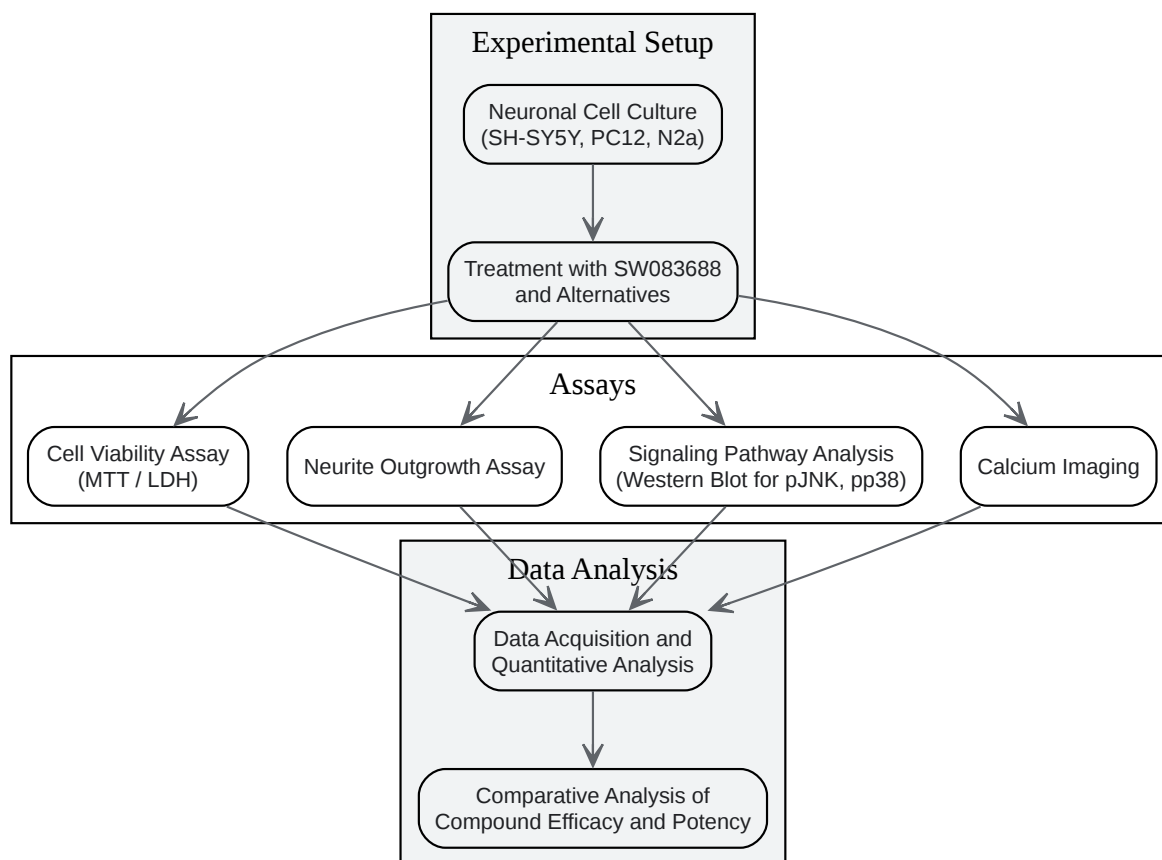 Experimental Setup
Neuronal Cell Culture
(SH-SY5Y, PC12, N2a)
Treatment with SW083688
and Alternatives
Assays
Cell Viability Assay
(MTT / LDH)
Neurite Outgrowth Assay
Signaling Pathway Analysis
(Western Blot for pJNK, pp38)
Calcium Imaging
Data Analysis
Data Acquisition and
Quantitative Analysis
Comparative Analysis of
Compound Efficacy and Potency